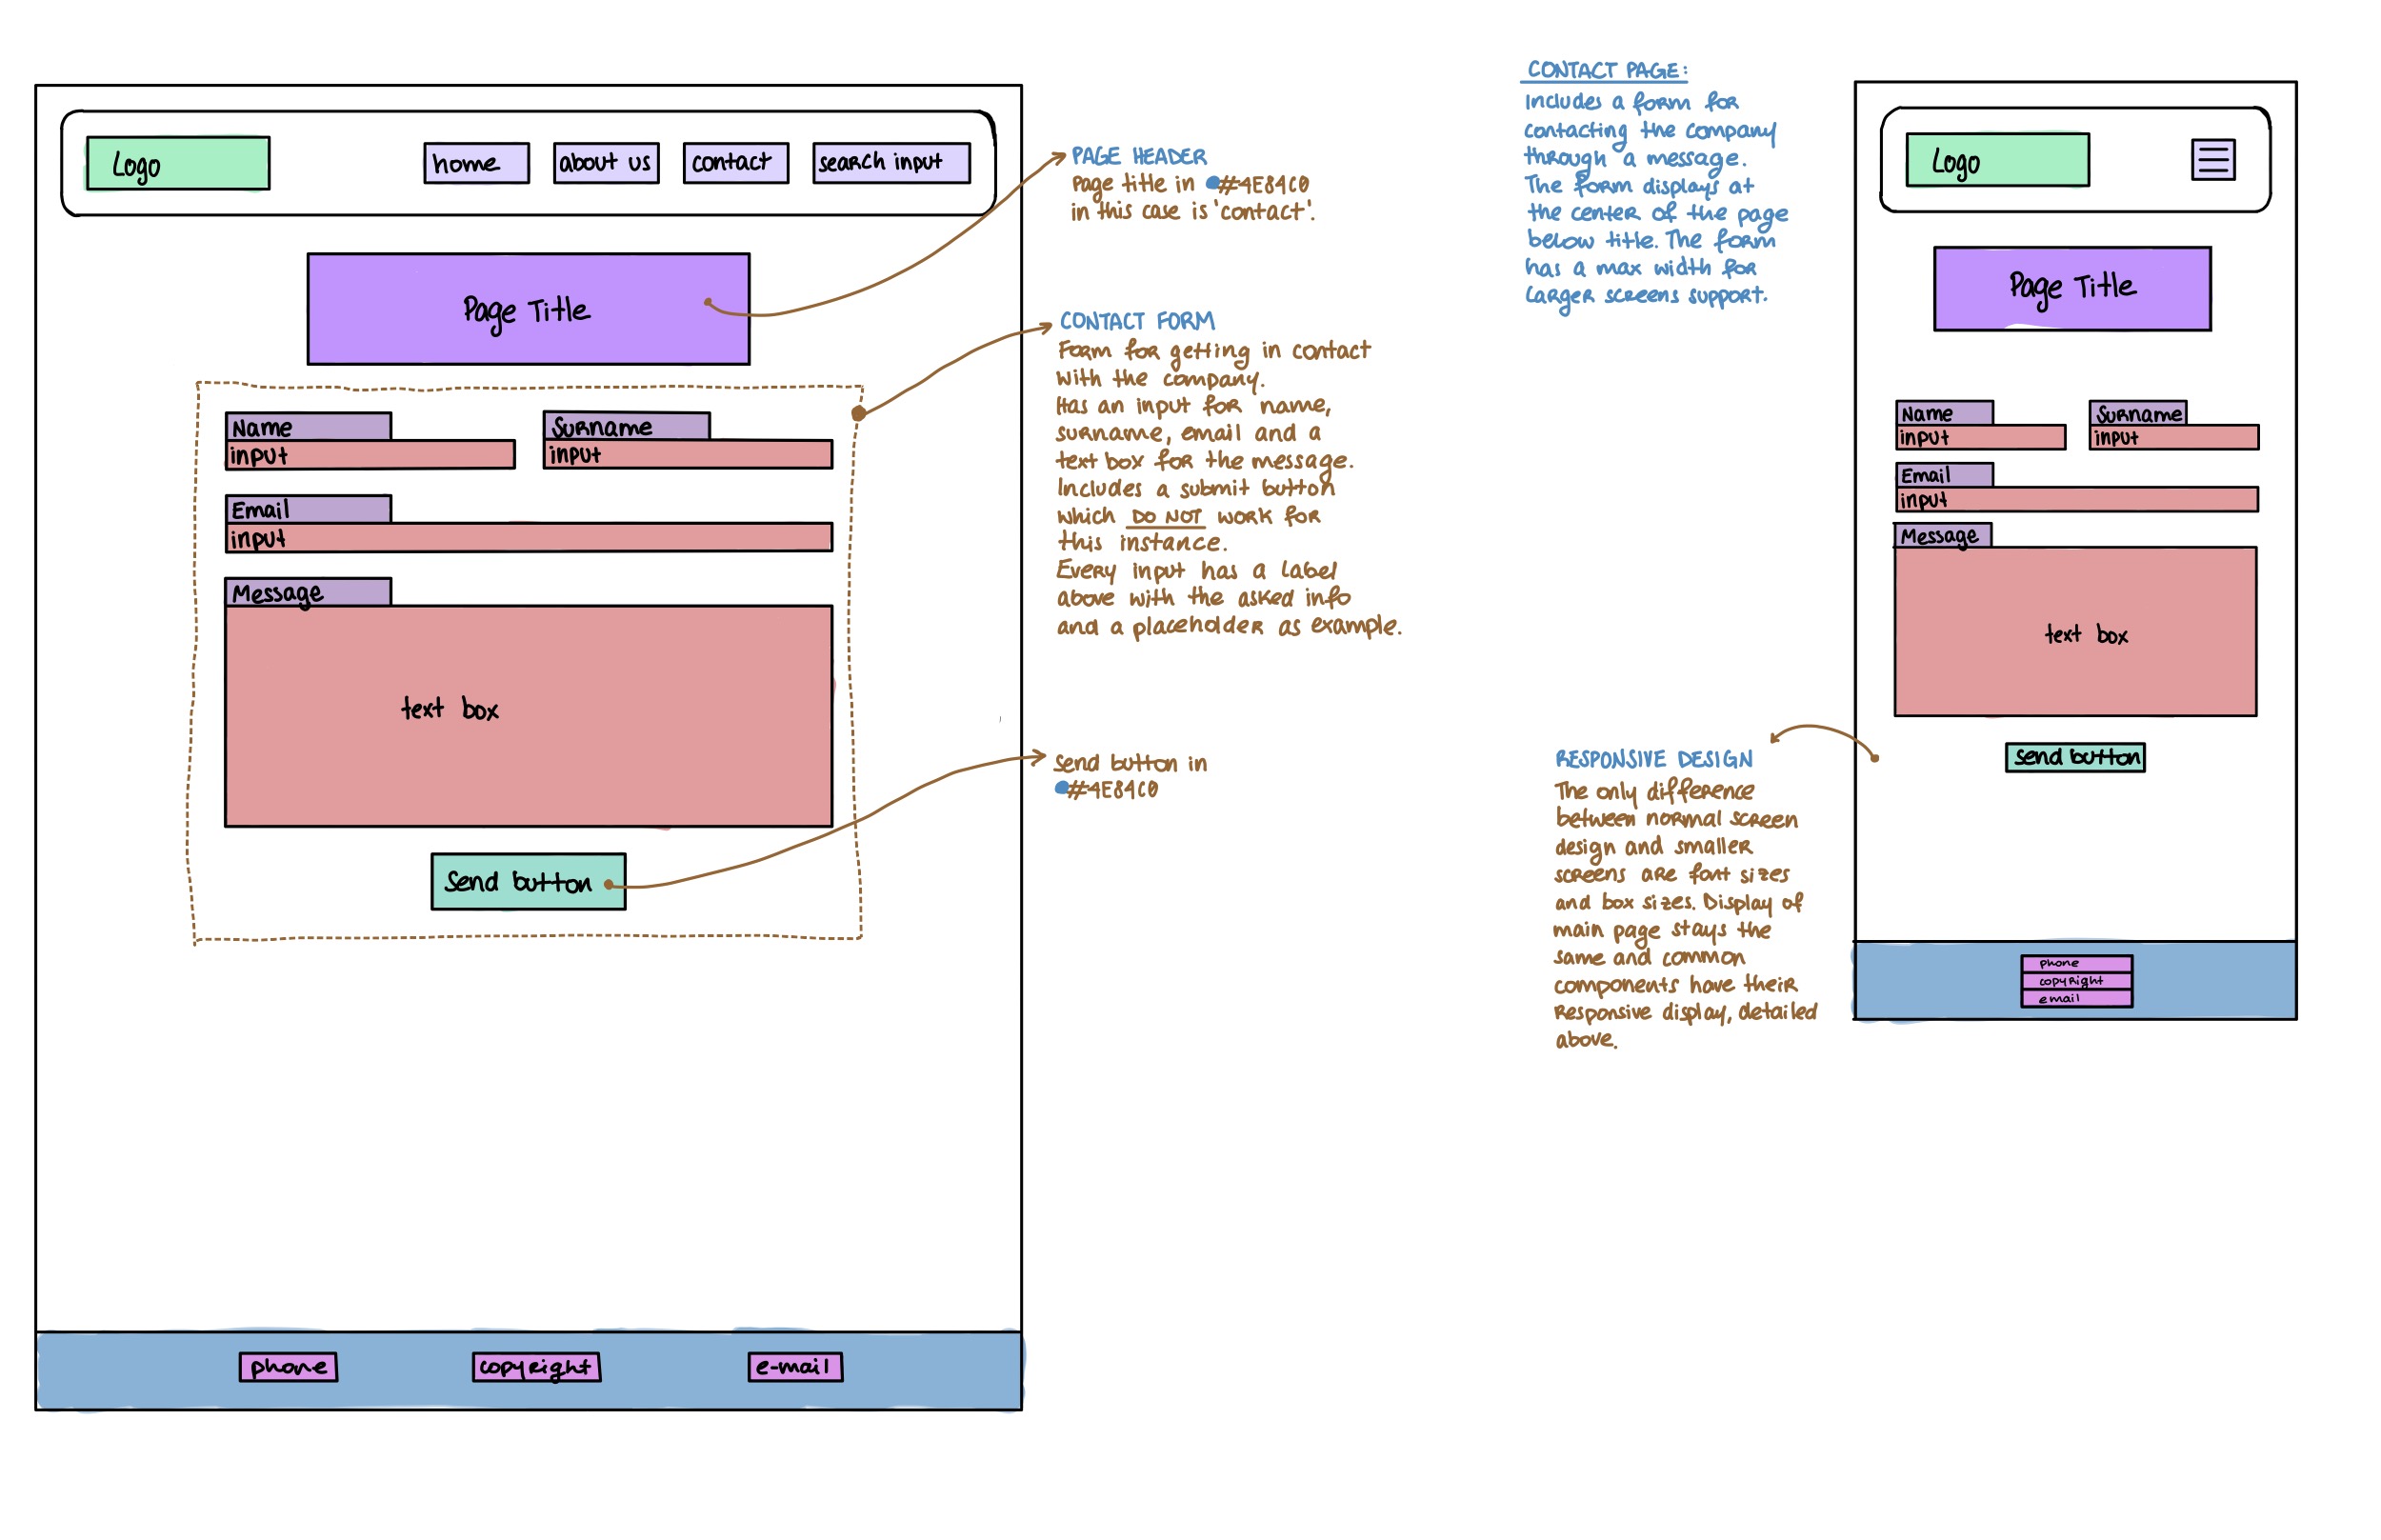 Logo
home
about us
contact
search input
Page Title
Name
input
Surname
input
Email
input
Message
text box
Send button
phone
copyright
e-mail
PAGE HEADER
Page title in #4E84C0
in this case is 'contact'.
CONTACT FORM
Form for getting in contact
with the company.
Has an input for name,
surname, email and a
text box for the message.
Includes a submit button
which DO NOT work for
this instance.
Every input has a label
above with the asked info
and a placeholder as example.
Send button in
#4E84C0
CONTACT PAGE:
Includes a form for
contacting the company
through a message.
The form displays at
the center of the page
below title. The form
has a max width for
larger screens support.
RESPONSIVE DESIGN
The only difference
between normal screen
design and smaller
screens are font sizes
and box sizes. Display of
main page stays the
same and common
components have their
responsive display, detailed
above.
Logo
Page Title
Name
input
Surname
input
Email
input
Message
text box
send button
phone
copyright
email